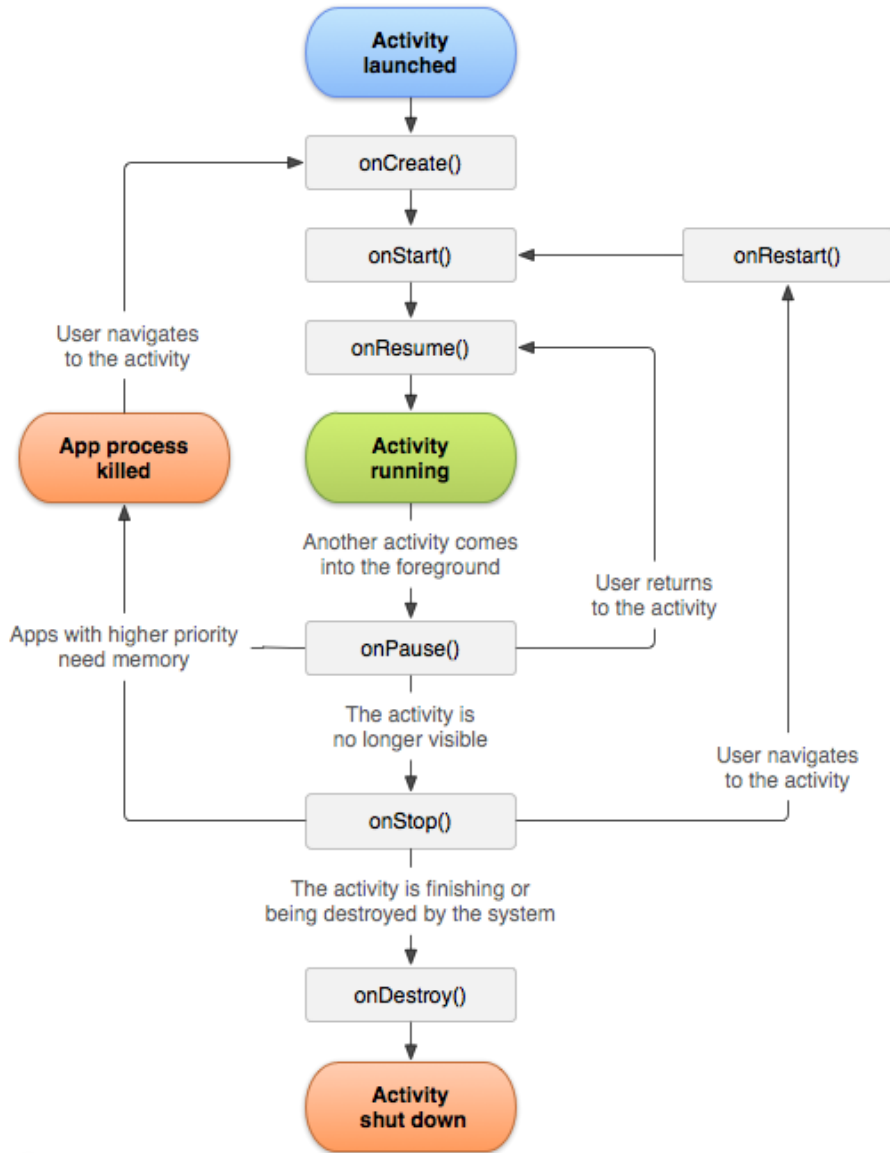 Activity
launched
onCreate()
onStart()
onRestart()
User navigates
to the activity
onResume()
App process
killed
Activity
running
Another activity comes
into the foreground
User returns
to the activity
Apps with higher priority
need memory
onPause()
The activity is
no longer visible
User navigates
to the activity
onStop()
The activity is finishing or
being destroyed by the system
onDestroy()
Activity
shut down